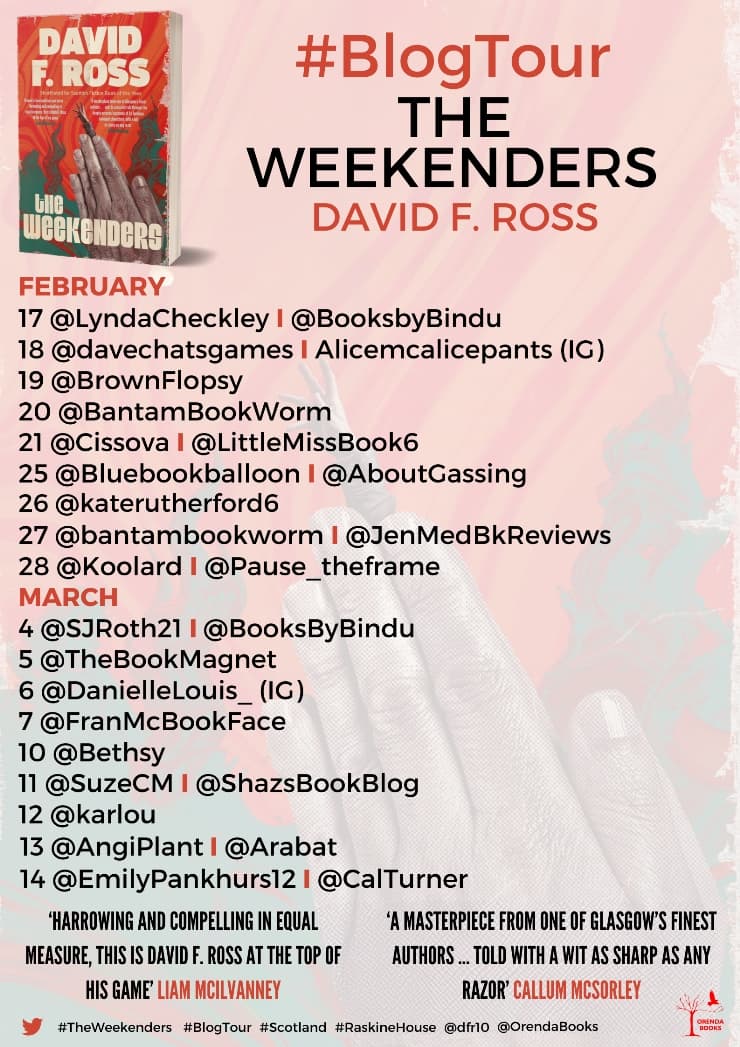 DAVID
F. ROSS
the
WEEKENDERS
#BlogTour
THE
WEEKENDERS
DAVID F. ROSS
FEBRUARY
17 @LyndaCheckley I @BooksbyBindu
18 @davechatsgames I Alicemcalicepants (IG)
19 @BrownFlopsy
20 @BantamBookWorm
21 @Cissova I @LittleMissBook6
25 @Bluebookballoon I @AboutGassing
26 @katerutherford6
27 @bantambookworm I @JenMedBkReviews
28 @Koolard I @Pause_theframe
MARCH
4 @SJRoth21 I @BooksByBindu
5 @TheBookMagnet
6 @DanielleLouis_ (IG)
7 @FranMcBookFace
10 @Bethsy
11 @SuzeCM I @ShazsBookBlog
12 @karlou
13 @AngiPlant I @Arabat
14 @EmilyPankhurs12 I @CalTurner
‘HARROWING AND COMPELLING IN EQUAL
MEASURE, THIS IS DAVID F. ROSS AT THE TOP OF
HIS GAME’ LIAM MCILVANNEY
‘A MASTERPIECE FROM ONE OF GLASGOW’S FINEST
AUTHORS ... TOLD WITH A WIT AS SHARP AS ANY
RAZOR’ CALLUM MCSORLEY
#TheWeekenders #BlogTour #Scotland #RaskineHouse @dfr10 @OrendaBooks
ORENDA
BOOKS